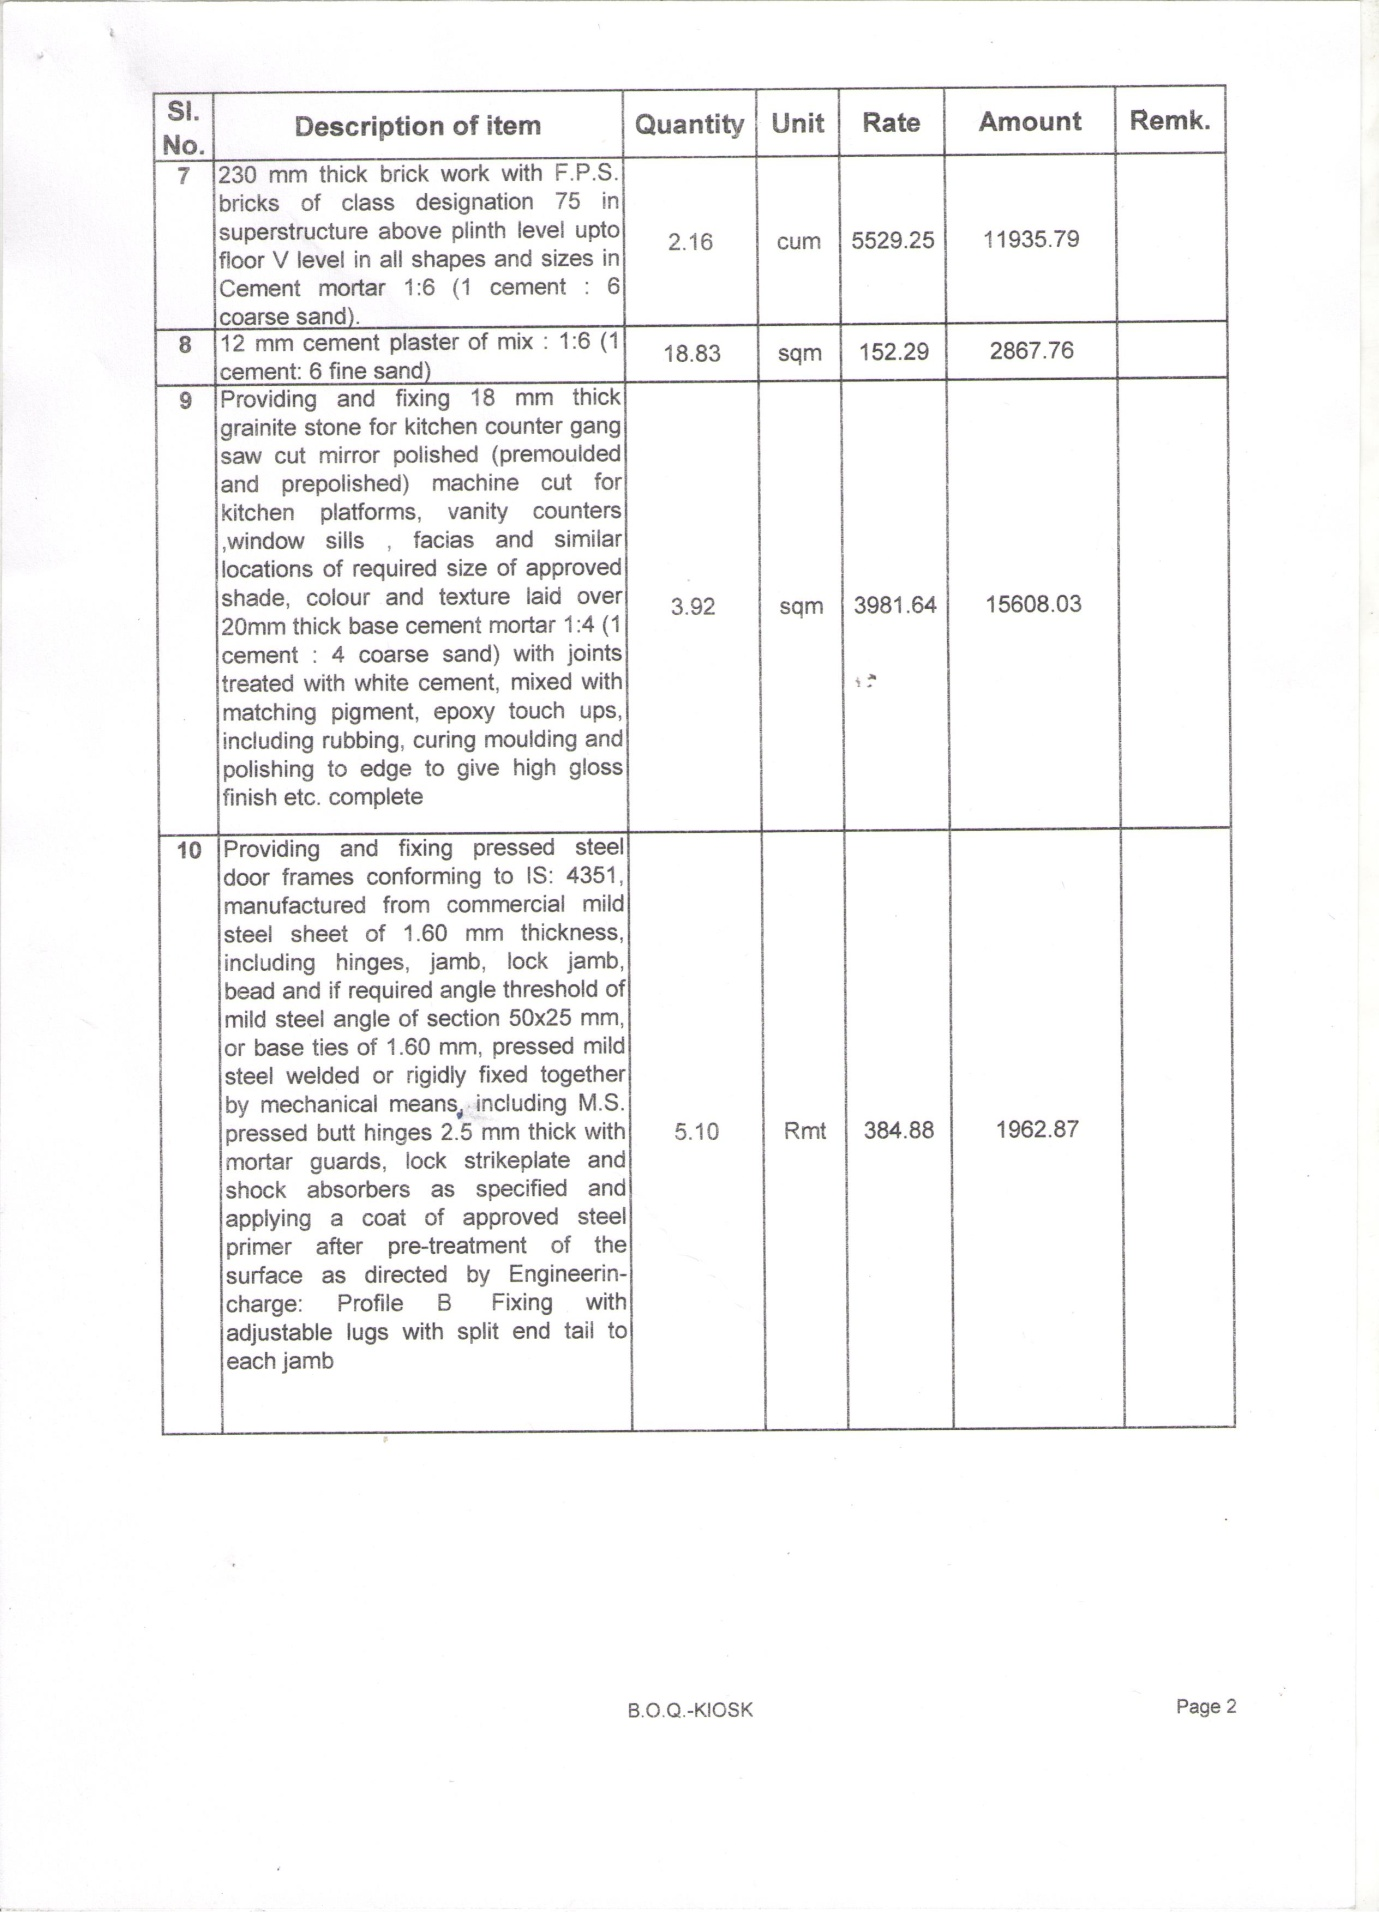 Sl. No. Description of item Quantity Unit Rate Amount Remk.
7 230 mm thick brick work with F.P.S.
bricks of class designation 75 in
superstructure above plinth level upto
floor V level in all shapes and sizes in
Cement mortar 1:6 (1 cement : 6
coarse sand).
2.16 cum 5529.25 11935.79
8 12 mm cement plaster of mix : 1:6 (1
cement: 6 fine sand)
18.83 sqm 152.29 2867.76
9 Providing and fixing 18 mm thick
grainite stone for kitchen counter gang
saw cut mirror polished (premoulded
and prepolished) machine cut for
kitchen platforms, vanity counters
,window sills , facias and similar
locations of required size of approved
shade, colour and texture laid over
20mm thick base cement mortar 1:4 (1
cement : 4 coarse sand) with joints
treated with white cement, mixed with
matching pigment, epoxy touch ups,
including rubbing, curing moulding and
polishing to edge to give high gloss
finish etc. complete
3.92 sqm 3981.64 15608.03
10 Providing and fixing pressed steel
door frames conforming to IS: 4351,
manufactured from commercial mild
steel sheet of 1.60 mm thickness,
including hinges, jamb, lock jamb,
bead and if required angle threshold of
mild steel angle of section 50x25 mm,
or base ties of 1.60 mm, pressed mild
steel welded or rigidly fixed together
by mechanical means, including M.S.
pressed butt hinges 2.5 mm thick with
mortar guards, lock strikeplate and
shock absorbers as specified and
applying a coat of approved steel
primer after pre-treatment of the
surface as directed by Engineerin-
charge: Profile B Fixing with
adjustable lugs with split end tail to
each jamb
5.10 Rmt 384.88 1962.87
B.O.Q.-KIOSK Page 2